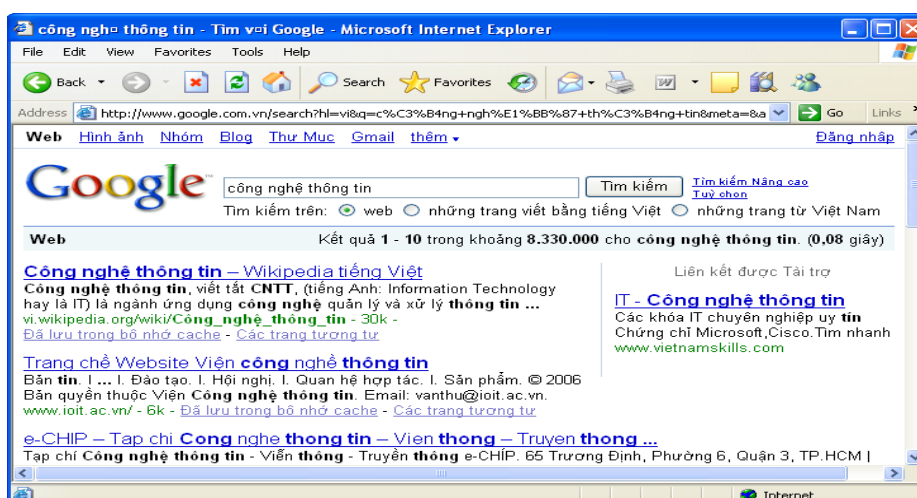 công ngh¤ thông tin - Tìm v¤i Google - Microsoft Internet Explorer
File Edit View Favorites Tools Help
Back Search Favorites
Address http://www.google.com.vn/search?hl=vi&q=c%C3%B4ng+ngh%E1%BB%87+th%C3%B4ng+tin&meta=&a Go Links
Web Hình ảnh Nhóm Blog Thư Mục Gmail thêm Đăng nhập
Google công nghệ thông tin Tìm kiếm Tìm kiếm Nâng cao
Tuỳ chọn
Tìm kiếm trên: web những trang viết bằng tiếng Việt những trang từ Việt Nam
Web Kết quả 1 - 10 trong khoảng 8.330.000 cho công nghệ thông tin. (0,08 giây)
Công nghệ thông tin – Wikipedia tiếng Việt
Công nghệ thông tin, viết tắt CNTT, (tiếng Anh: Information Technology
hay là IT) là ngành ứng dụng công nghệ quản lý và xử lý thông tin ...
vi.wikipedia.org/wiki/Công_nghệ_thông_tin - 30k -
Đã lưu trong bộ nhớ cache - Các trang tương tự
Trang chề Website Viện công nghề thông tin
Bản tin. I ... I. Đào tạo. I. Hội nghị. I. Quan hệ hợp tác. I. Sản phẩm. © 2006
Bản quyền thuộc Viện Công nghệ thông tin. Email: vanthu@ioit.ac.vn.
www.ioit.ac.vn/ - 6k - Đã lưu trong bộ nhớ cache - Các trang tương tự
e-CHIP – Tap chi Cong nghe thong tin – Vien thong – Truyen thong ...
Tạp chí Công nghệ thông tin - Viễn thông - Truyền thông e-CHÍP. 65 Trương Định, Phường 6, Quận 3, TP.HCM |
Liên kết được Tài trợ
IT - Công nghệ thông tin
Các khóa IT chuyên nghiệp uy tín
Chứng chỉ Microsoft,Cisco.Tìm nhanh
www.vietnamskills.com
Internet